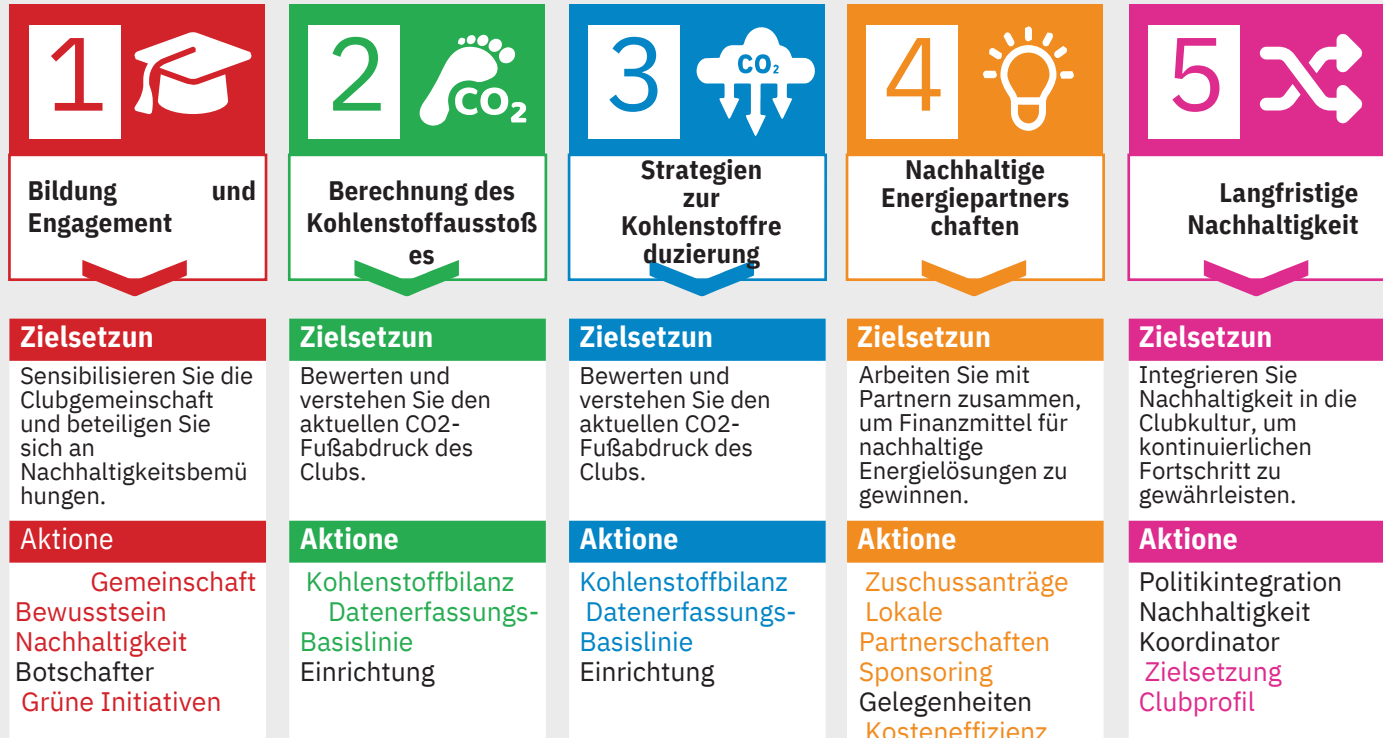 1
Bildung und
Engagement
Zielsetzun
Sensibilisieren Sie die
Clubgemeinschaft
und beteiligen Sie
sich an
Nachhaltigkeitsbemü
hungen.
Aktione
Gemeinschaft
Bewusstsein
Nachhaltigkeit
Botschafter
Grüne Initiativen
2
CO₂
Berechnung des
Kohlenstoffausstoß
es
Zielsetzun
Bewerten und
verstehen Sie den
aktuellen CO2-
Fußabdruck des
Clubs.
Aktione
Kohlenstoffbilanz
Datenerfassungs-
Basislinie
Einrichtung
3
CO₂
Strategien
zur
Kohlenstoffre
duzierung
Zielsetzun
Bewerten und
verstehen Sie den
aktuellen CO2-
Fußabdruck des
Clubs.
Aktione
Kohlenstoffbilanz
Datenerfassungs-
Basislinie
Einrichtung
4
Nachhaltige
Energiepartners
chaften
Zielsetzun
Arbeiten Sie mit
Partnern zusammen,
um Finanzmittel für
nachhaltige
Energielösungen zu
gewinnen.
Aktione
Zuschussanträge
Lokale
Partnerschaften
Sponsoring
Gelegenheiten
Kosteneffizienz
5
Langfristige
Nachhaltigkeit
Zielsetzun
Integrieren Sie
Nachhaltigkeit in die
Clubkultur, um
kontinuierlichen
Fortschritt zu
gewährleisten.
Aktione
Politikintegration
Nachhaltigkeit
Koordinator
Zielsetzung
Clubprofil